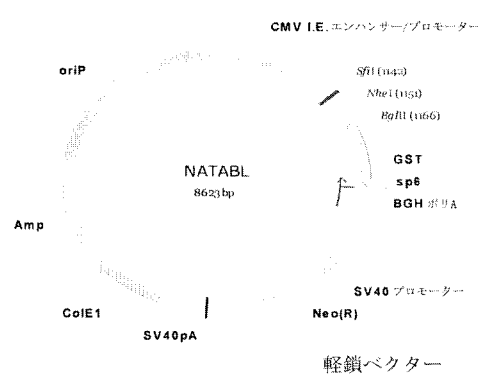 CMV I.E. エンハンサー/プロモーター
oriP
SfiI (1142)
NheI (1151)
BglII (1166)
NATABL
8623bp
GST
sp6
BGH ポリA
Amp
SV40 プロモーター
ColE1
Neo(R)
SV40pA
軽鎖ベクター